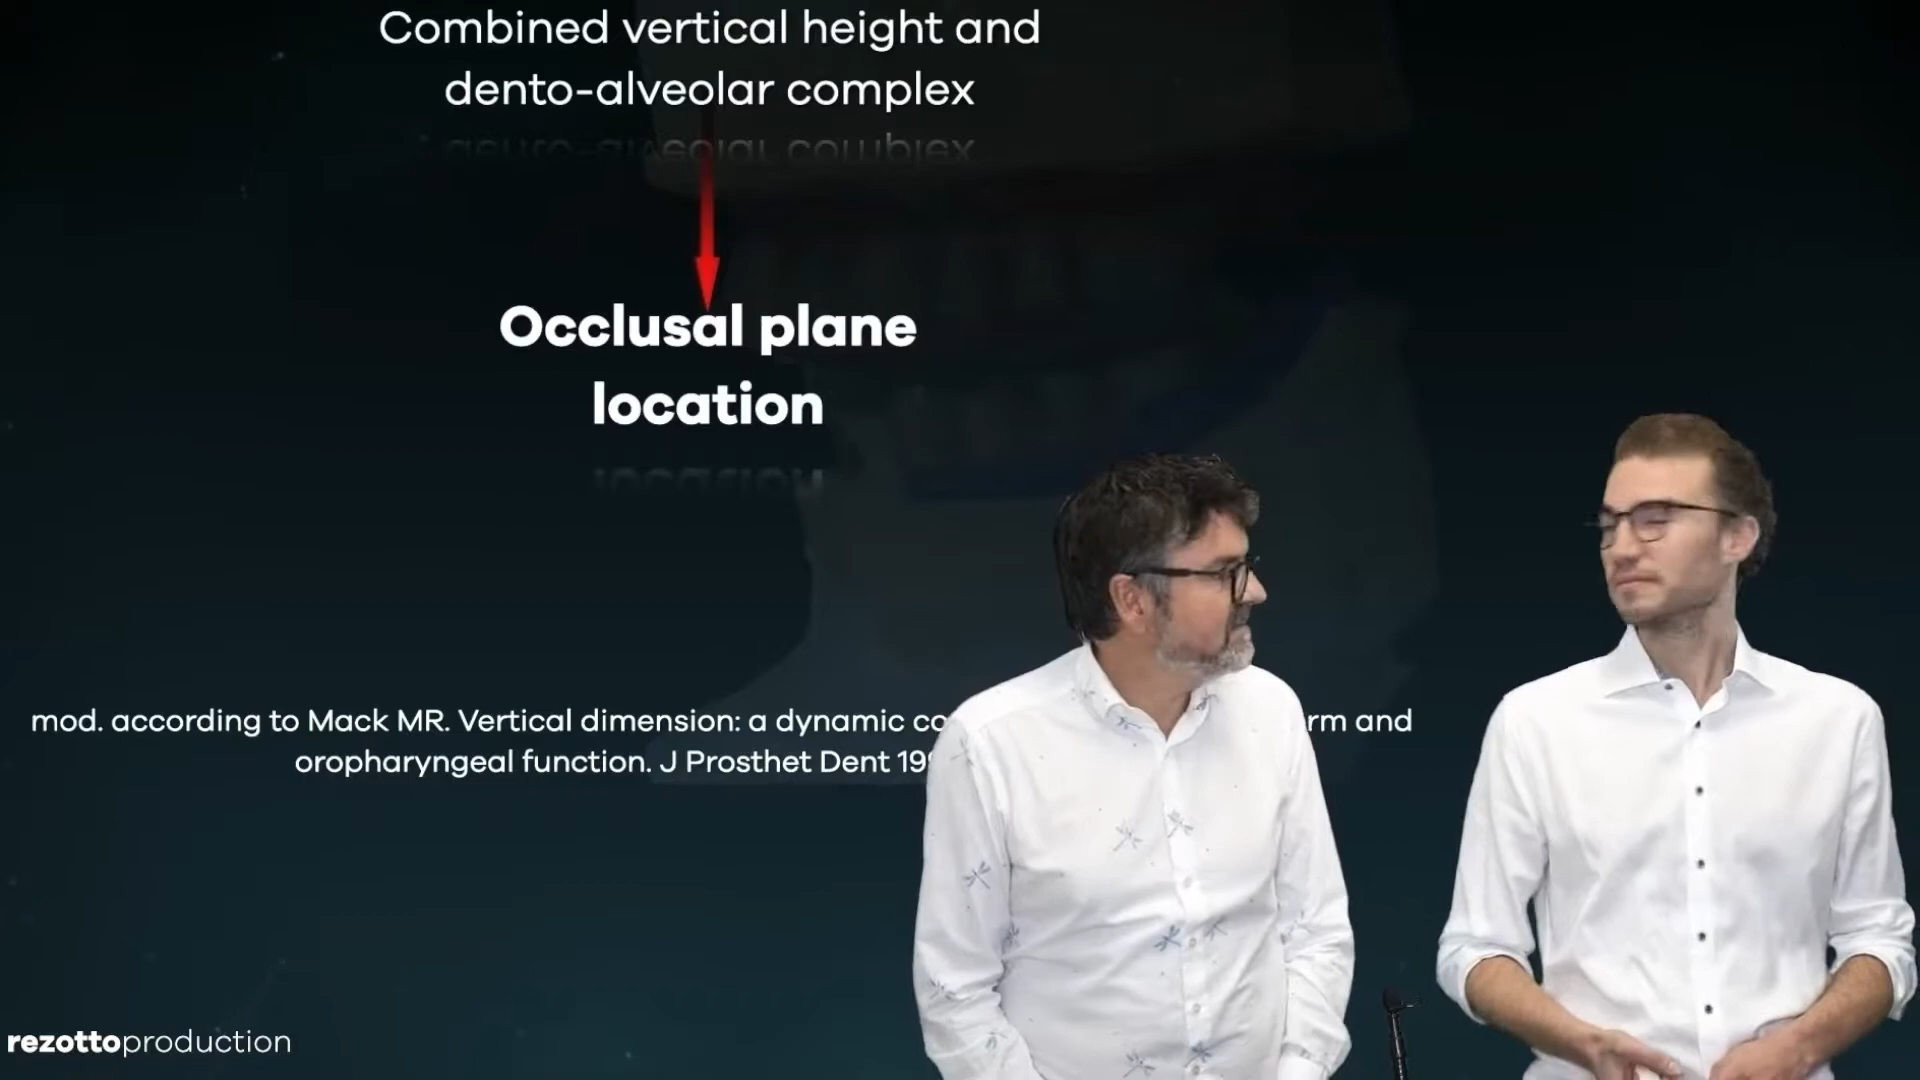 Combined vertical height and
dento-alveolar complex
Occlusal plane
location
mod. according to Mack MR. Vertical dimension: a dynamic co rm and
oropharyngeal function. J Prosthet Dent 19
rezottoproduction